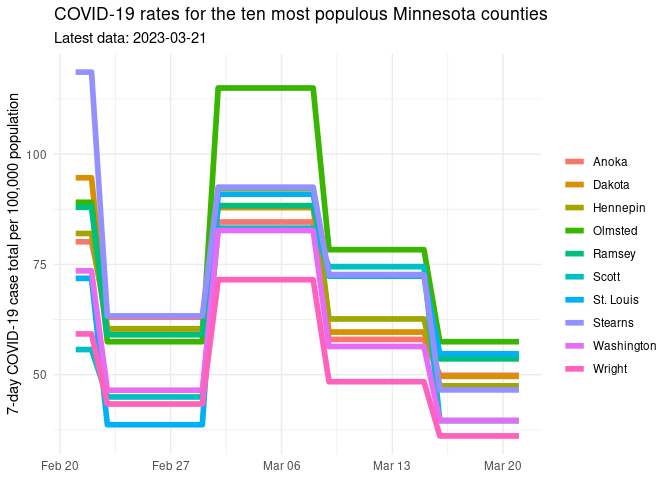 COVID-19 rates for the ten most populous Minnesota counties
Latest data: 2023-03-21
7-day COVID-19 case total per 100,000 population
100
75
50
Feb 20
Feb 27
Mar 06
Mar 13
Mar 20
Anoka
Dakota
Hennepin
Olmsted
Ramsey
Scott
St. Louis
Stearns
Washington
Wright